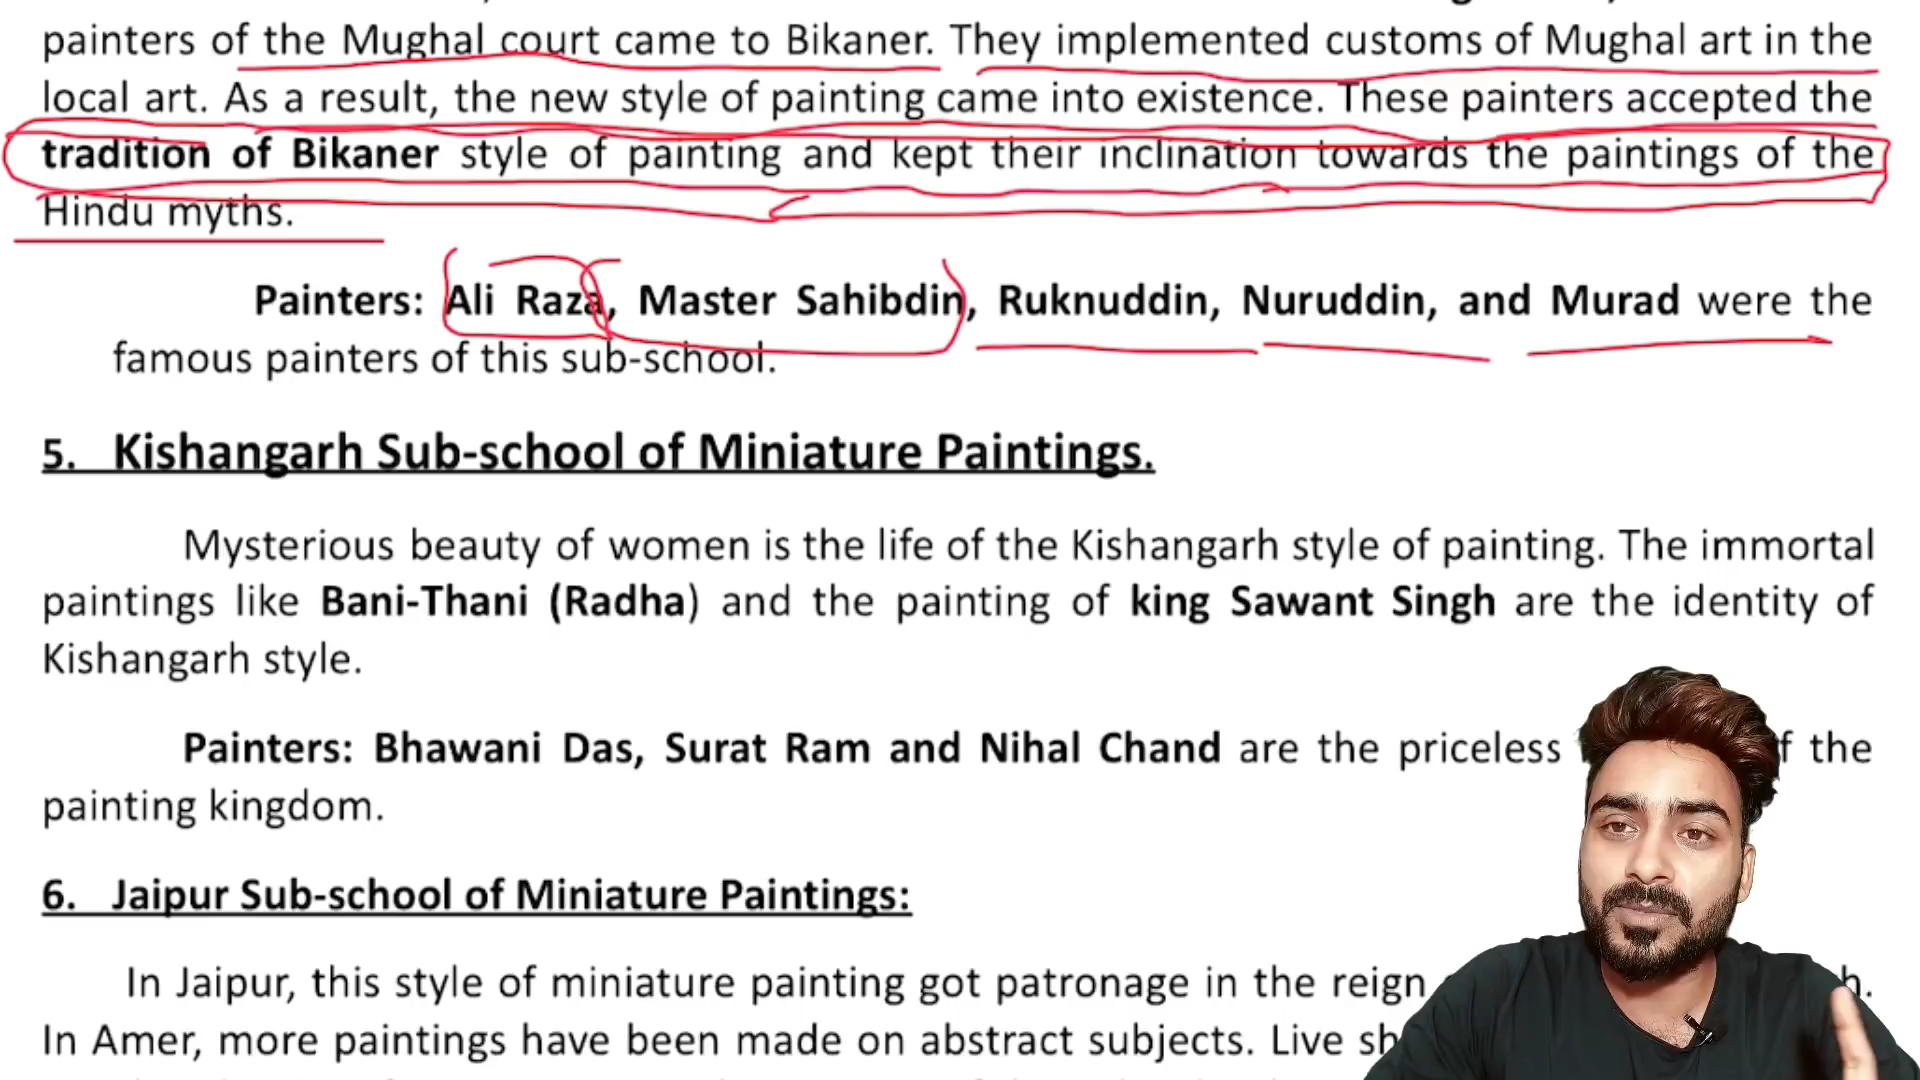 painters of the Mughal court came to Bikaner. They implemented customs of Mughal art in the
local art. As a result, the new style of painting came into existence. These painters accepted the
tradition of Bikaner style of painting and kept their inclination towards the paintings of the
Hindu myths.
Painters: Ali Raza, Master Sahibdin, Ruknuddin, Nuruddin, and Murad were the
famous painters of this sub-school.
5. Kishangarh Sub-school of Miniature Paintings.
Mysterious beauty of women is the life of the Kishangarh style of painting. The immortal
paintings like Bani-Thani (Radha) and the painting of king Sawant Singh are the identity of
Kishangarh style.
Painters: Bhawani Das, Surat Ram and Nihal Chand are the priceless the
painting kingdom.
6. Jaipur Sub-school of Miniature Paintings:
In Jaipur, this style of miniature painting got patronage in the reign
In Amer, more paintings have been made on abstract subjects. Live